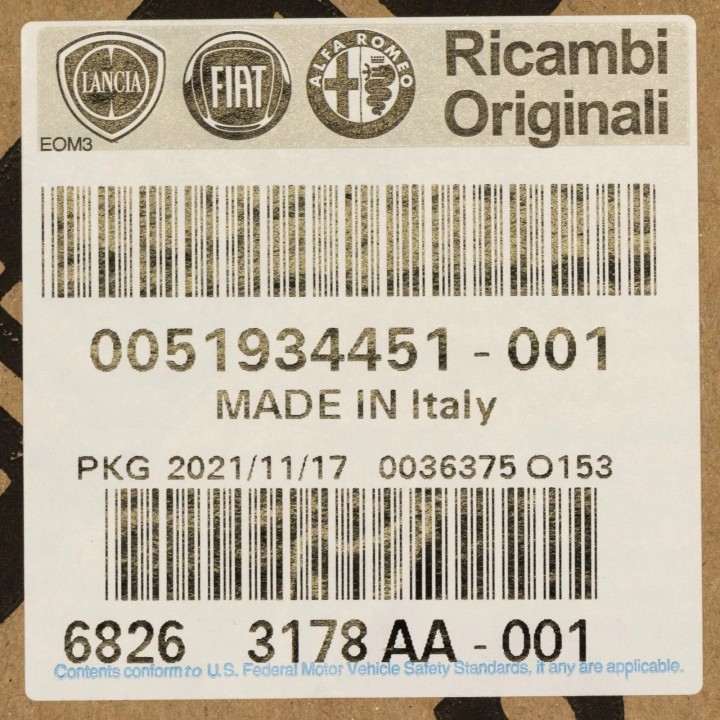 LANCIA FIAT ALFA ROMEO Ricambi
Originali
EOM3
0051934451 - 001
MADE IN Italy
PKG 2021/11/17 0036375 O153
6826 3178 AA - 001
Contents conform to U.S. Federal Motor Vehicle Safety Standards, if any are applicable.